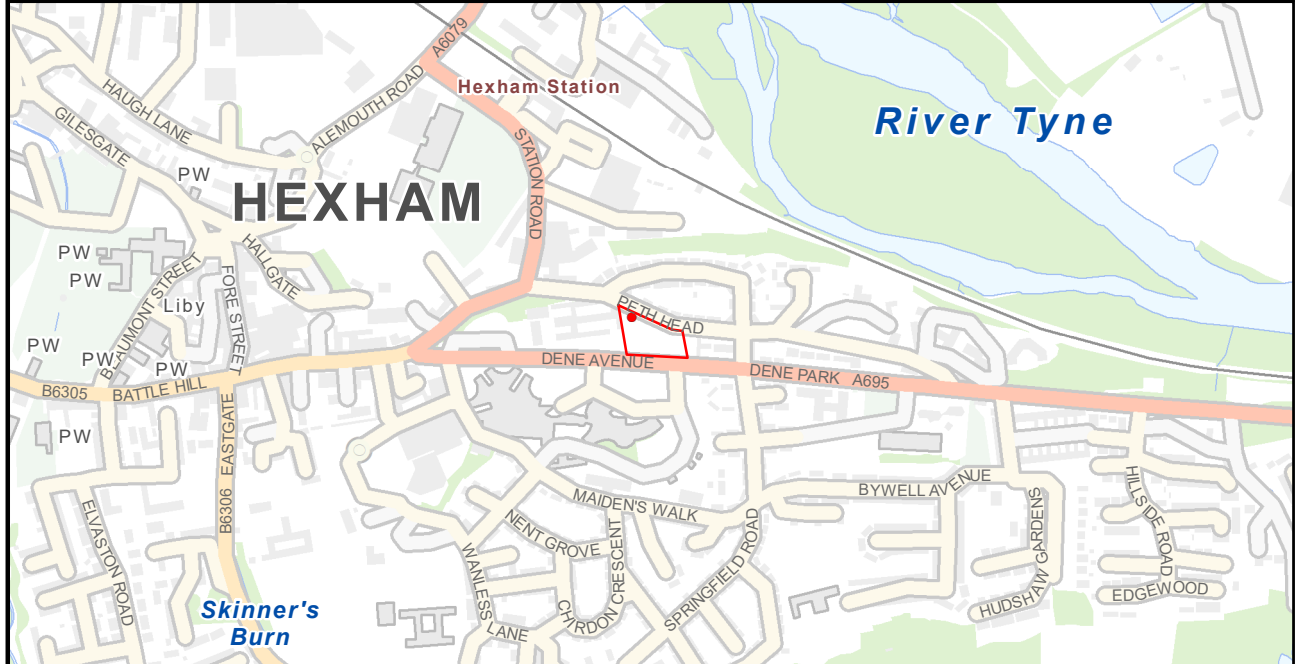 A6079
HAUGH LANE
Hexham Station
GILESGATE
ALEMOUTH ROAD
River Tyne
STATION ROAD
PW
HEXHAM
PW
HALLGATE
PW
BEAUMONT STREET
FORE STREET
Liby
PETH HEAD
PW
PW
PW
DENE AVENUE
DENE PARK A695
B6305 BATTLE HILL
PW
B6306 EASTGATE
BYWELL AVENUE
MAIDEN'S WALK
ELVASTON ROAD
NENT GROVE
HILLSIDE ROAD
HUDSHAW GARDENS
SPRINGFIELD ROAD
WANLESS LANE
CHIRDON CRESCENT
EDGEWOOD
Skinner's
Burn